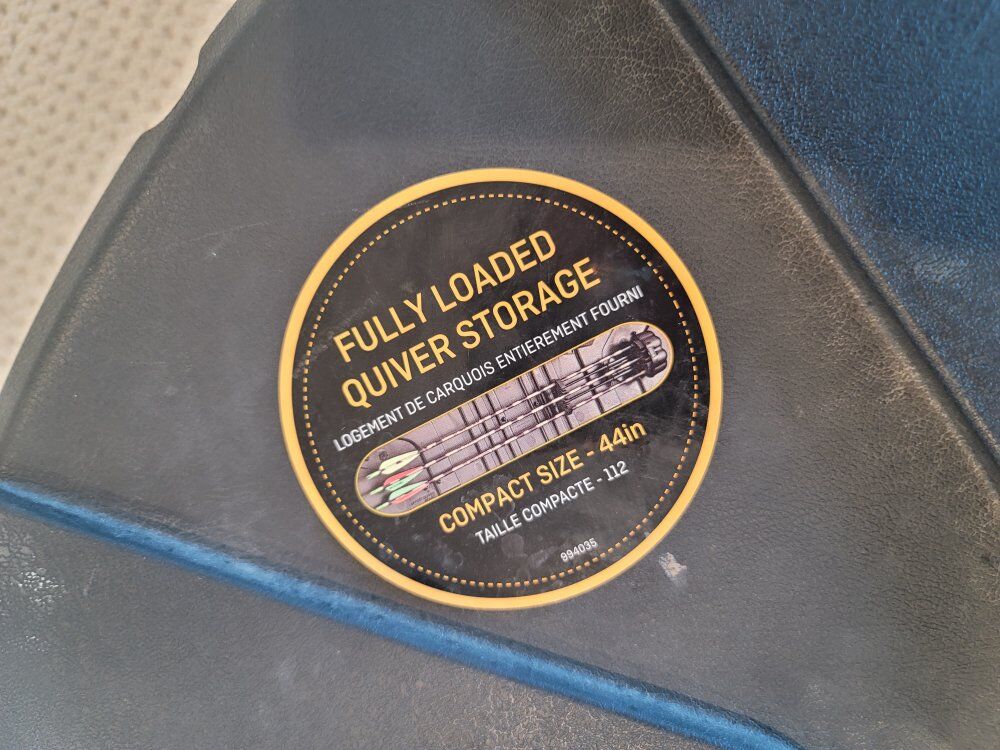 FULLY LOADED
QUIVER STORAGE
LOGEMENT DE CARQUOIS ENTIEREMENT FOURNI
COMPACT SIZE - 44in
TAILLE COMPACTE - 112
994035